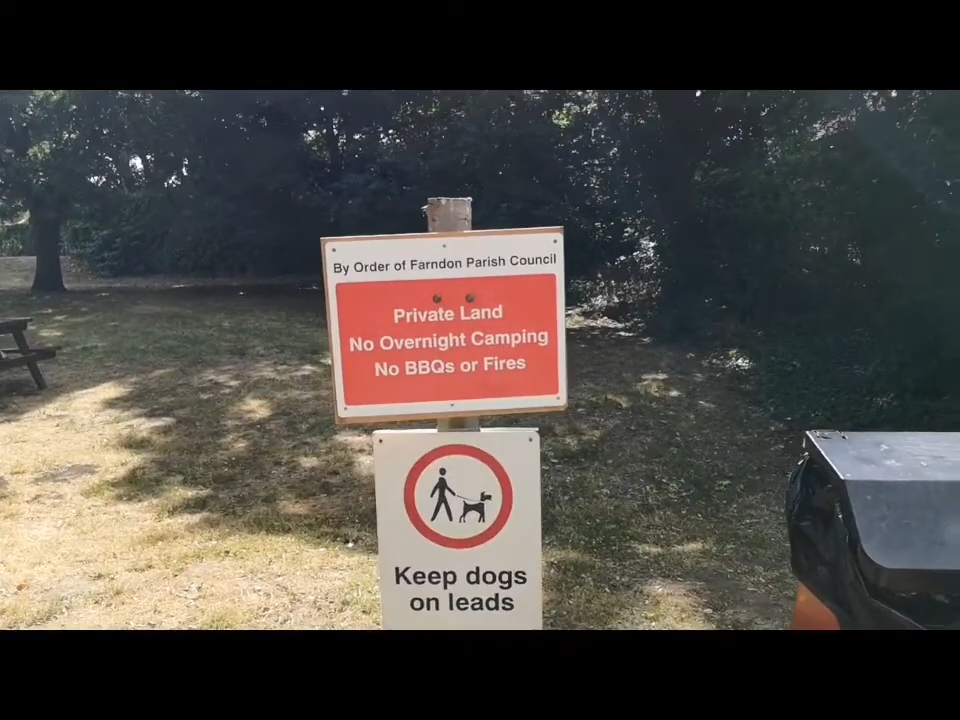 By Order of Farndon Parish Council
Private Land
No Overnight Camping
No BBQs or Fires
Keep dogs
on leads